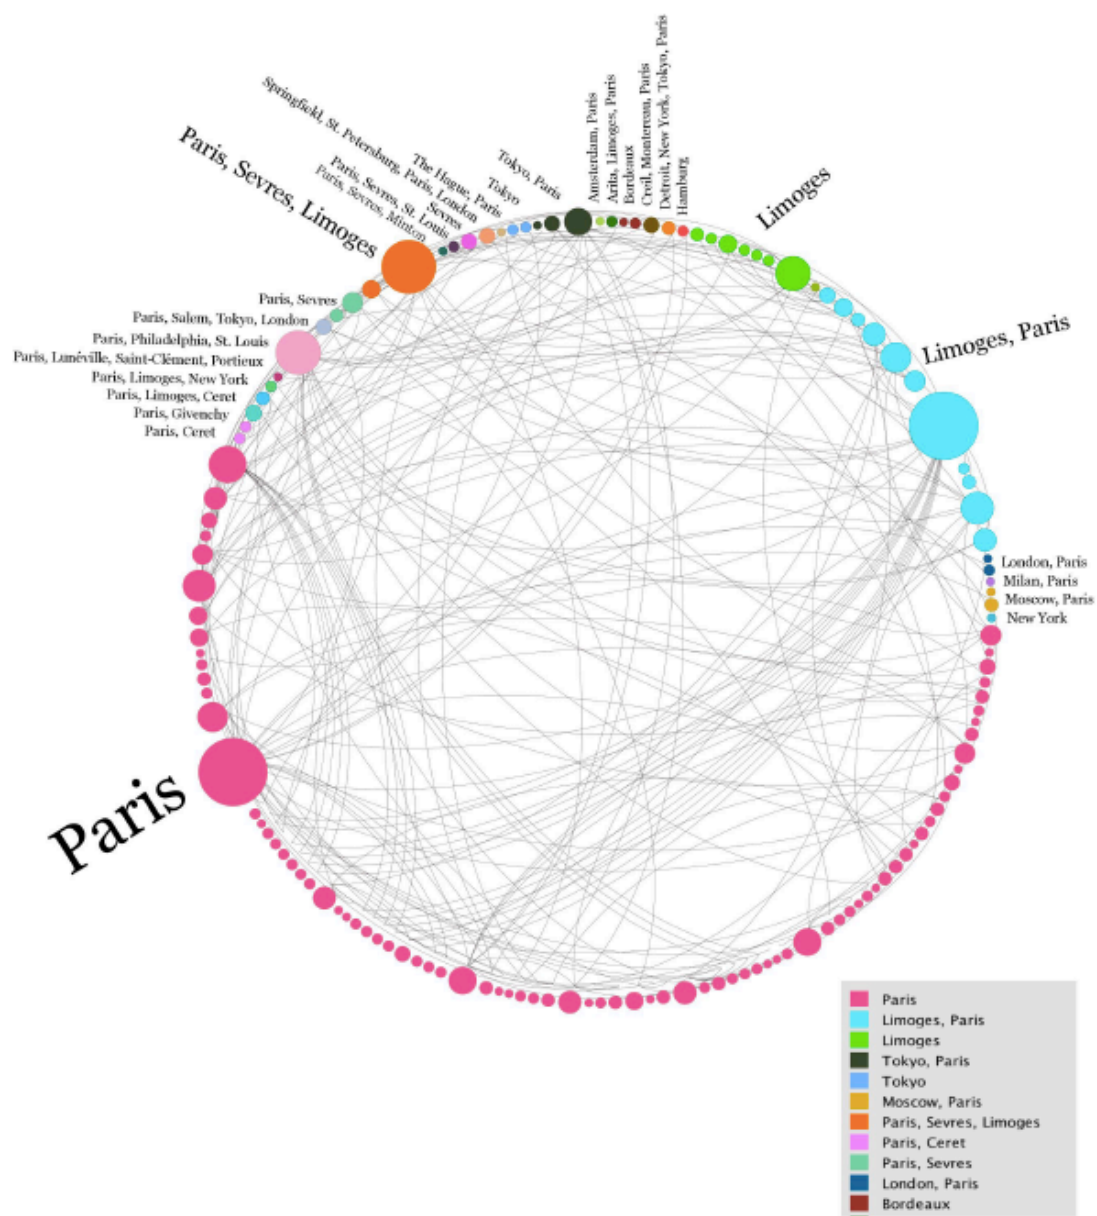 Springfield, St. Petersburg, Paris, London
Paris, Sevres, Limoges
The Hague, Paris
Tokyo
Tokyo, Paris
Paris, Sevres, St. Louis
Sevres
Paris, Sevres, Minton
Amsterdam, Paris
Arita, Limoges, Paris
Bordeaux
Creil, Montereau, Paris
Detroit, New York, Tokyo, Paris
Hamburg
Limoges
Limoges, Paris
Paris, Sevres
Paris, Salem, Tokyo, London
Paris, Philadelphia, St. Louis
Paris, Lunéville, Saint-Clément, Portieux
Paris, Limoges, New York
Paris, Limoges, Ceret
Paris, Givenchy
Paris, Ceret
London, Paris
Milan, Paris
Moscow, Paris
New York
Paris
Paris
Limoges, Paris
Limoges
Tokyo, Paris
Tokyo
Moscow, Paris
Paris, Sevres, Limoges
Paris, Ceret
Paris, Sevres
London, Paris
Bordeaux